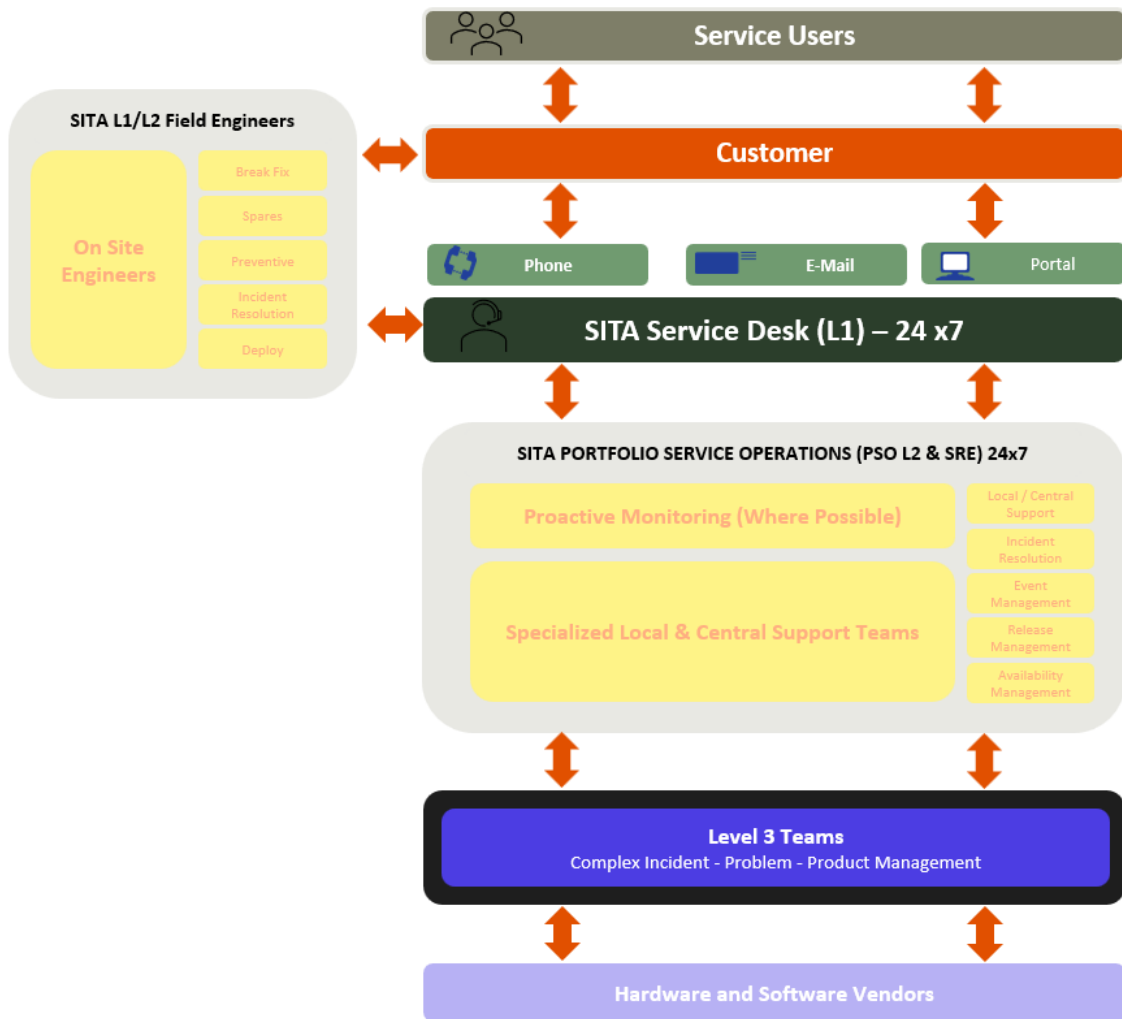 Service Users
SITA L1/L2 Field Engineers
On Site
Engineers
Break Fix
Spares
Preventive
Incident
Resolution
Deploy
Customer
Phone
E-Mail
Portal
SITA Service Desk (L1) – 24 x7
SITA PORTFOLIO SERVICE OPERATIONS (PSO L2 & SRE) 24x7
Proactive Monitoring (Where Possible)
Specialized Local & Central Support Teams
Local / Central
Support
Incident
Resolution
Event
Management
Release
Management
Availability
Management
Level 3 Teams
Complex Incident - Problem - Product Management
Hardware and Software Vendors